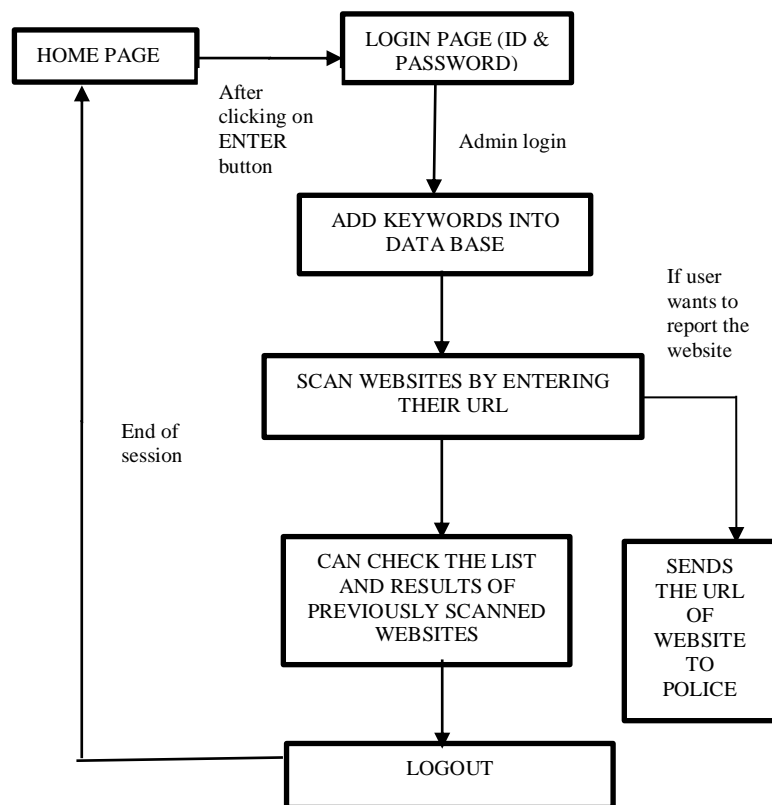 HOME PAGE
LOGIN PAGE (ID &
PASSWORD)
After
clicking on
ENTER
button
Admin login
ADD KEYWORDS INTO
DATA BASE
If user
wants to
report the
website
SCAN WEBSITES BY ENTERING
THEIR URL
End of
session
CAN CHECK THE LIST
AND RESULTS OF
PREVIOUSLY SCANNED
WEBSITES
SENDS
THE URL
OF
WEBSITE
TO
POLICE
LOGOUT